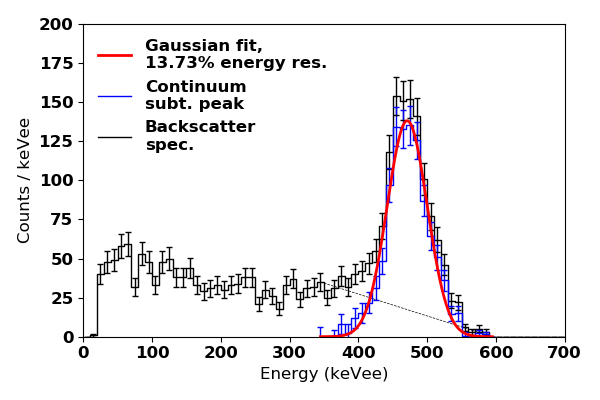 200
175
150
125
100
75
50
25
0
Counts / keVee
Gaussian fit,
13.73% energy res.
Continuum
subt. peak
Backscatter
spec.
0 100 200 300 400 500 600 700
Energy (keVee)